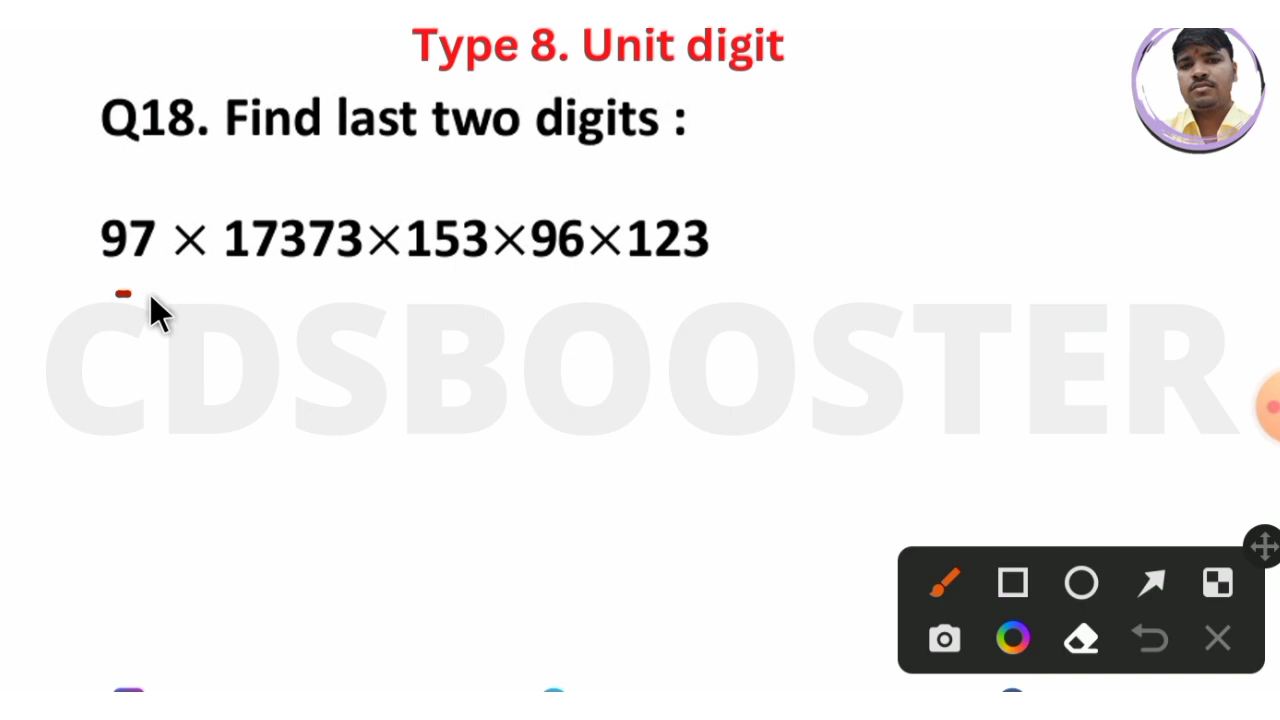 Type 8. Unit digit
Q18. Find last two digits :
97 × 17373×153×96×123
CDSBOOSTER